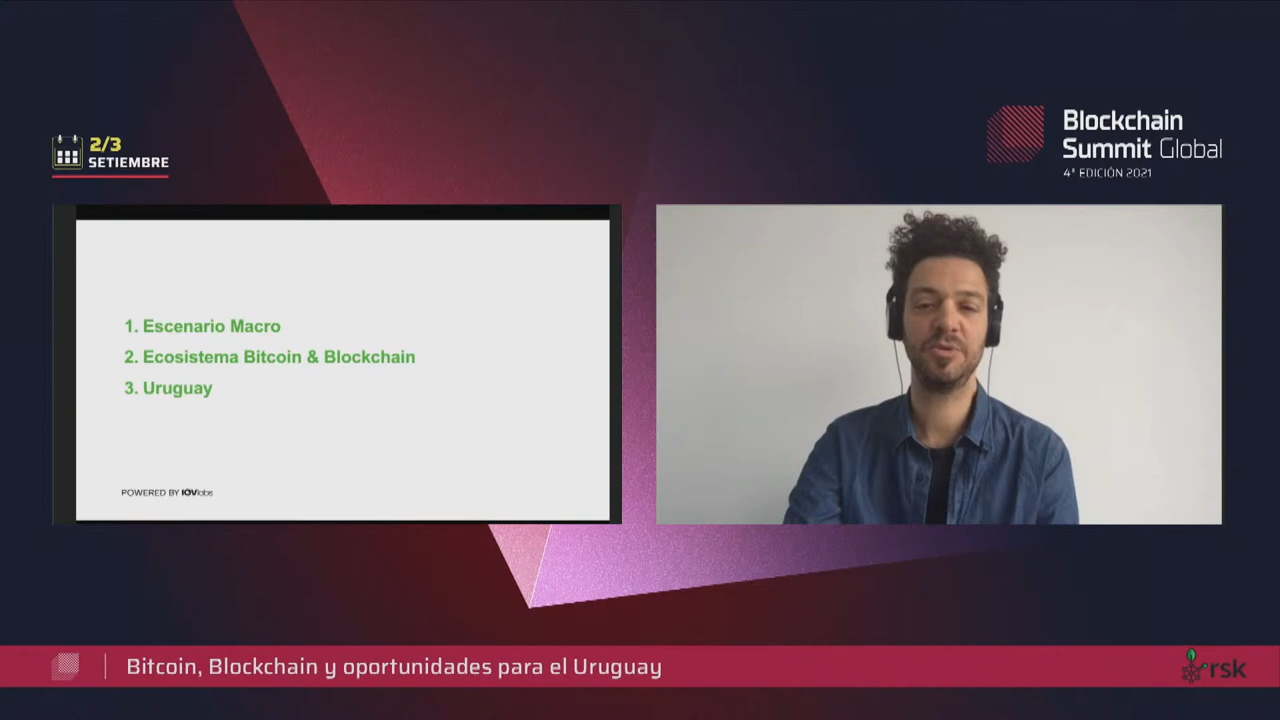 2/3
SETIEMBRE
Blockchain
Summit Global
4ª EDICIÓN 2021
1. Escenario Macro
2. Ecosistema Bitcoin & Blockchain
3. Uruguay
POWERED BY IOVlabs
Bitcoin, Blockchain y oportunidades para el Uruguay
rsk